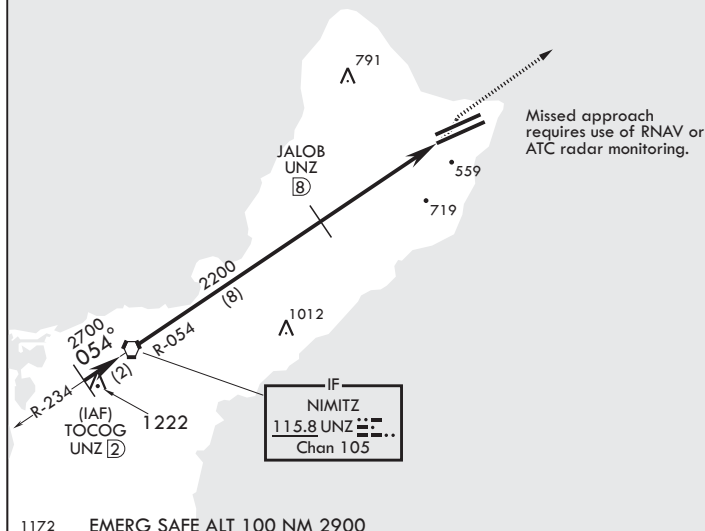 791
Missed approach
requires use of RNAV or
ATC radar monitoring.
JALOB
UNZ
8
559
719
2200
(8)
1012
2700
054°
(2)
R-054
R-234
(IAF)
TOCOG
UNZ 2
1222
IF
NIMITZ
115.8 UNZ
Chan 105
1172 EMERG SAFE ALT 100 NM 2900